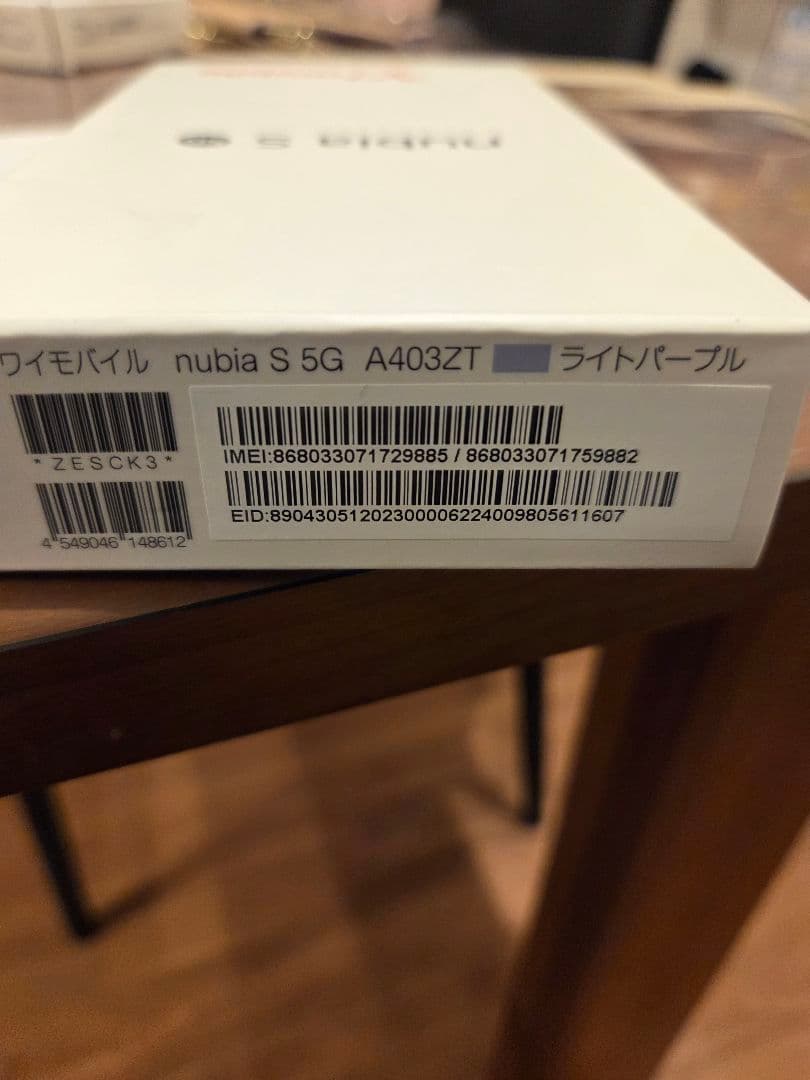 nubia S 5G
ワイモバイル nubia S 5G A403ZT ライトパープル
*ZESCK3*
4 549046 148612
IMEI:868033071729885 / 868033071759882
EID:89043051202300006224009805611607